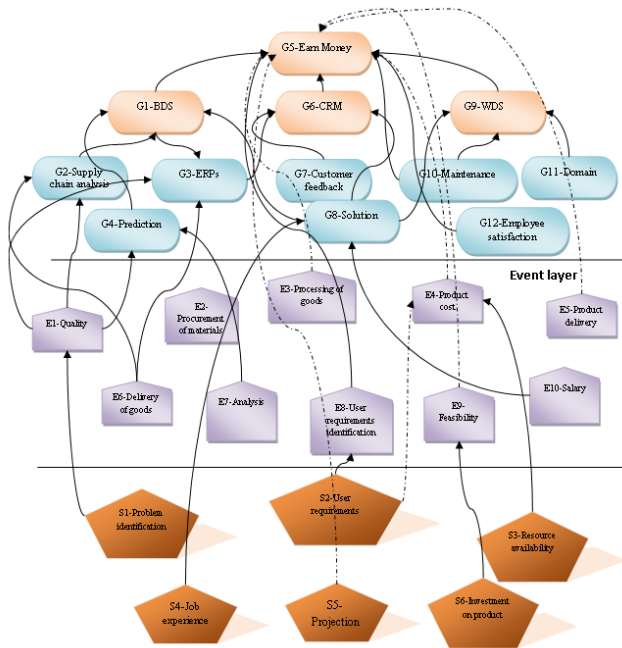 G5-Earn Money
G1-BDS
G6-CRM
G9-WDS
G2-Supply
chain analysis
G3-ERPs
G7-Customer
feedback
G10-Maintenance
G11-Domain
G4-Prediction
G8-Solution
G12-Employee
satisfaction
Event layer
E1-Quality
E2-
Procurement
of materials
E3-Processing of
goods
E4-Product
cost
E5-Product
delivery
E6-Delivery
of goods
E7-Analysis
E8-User
requirements
identification
E9-
Feasibility
E10-Salary
S1-Problem
identification
S2-User
requirements
S3-Resource
availability
S4-Job
experience
S5-
Projection
S6-Investment
on product